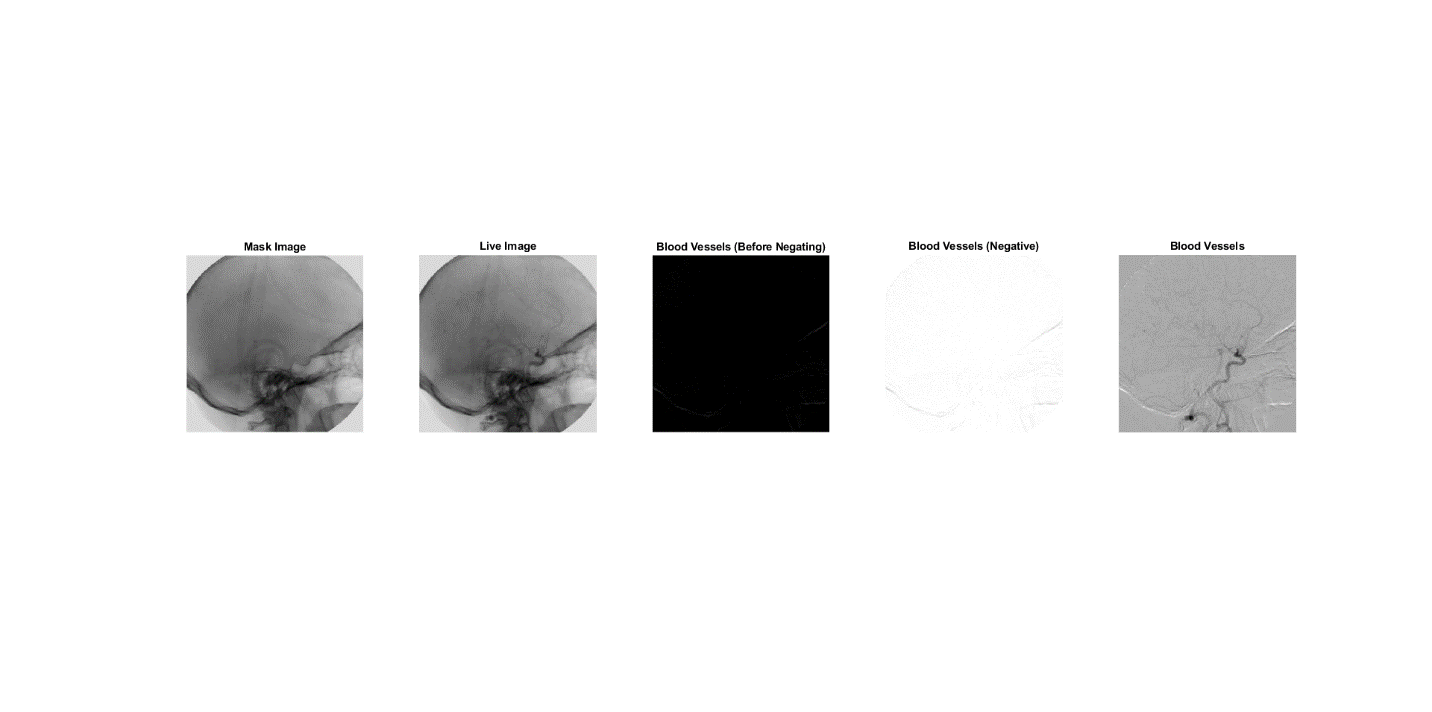 Mask Image
Live Image
Blood Vessels (Before Negating)
Blood Vessels (Negative)
Blood Vessels